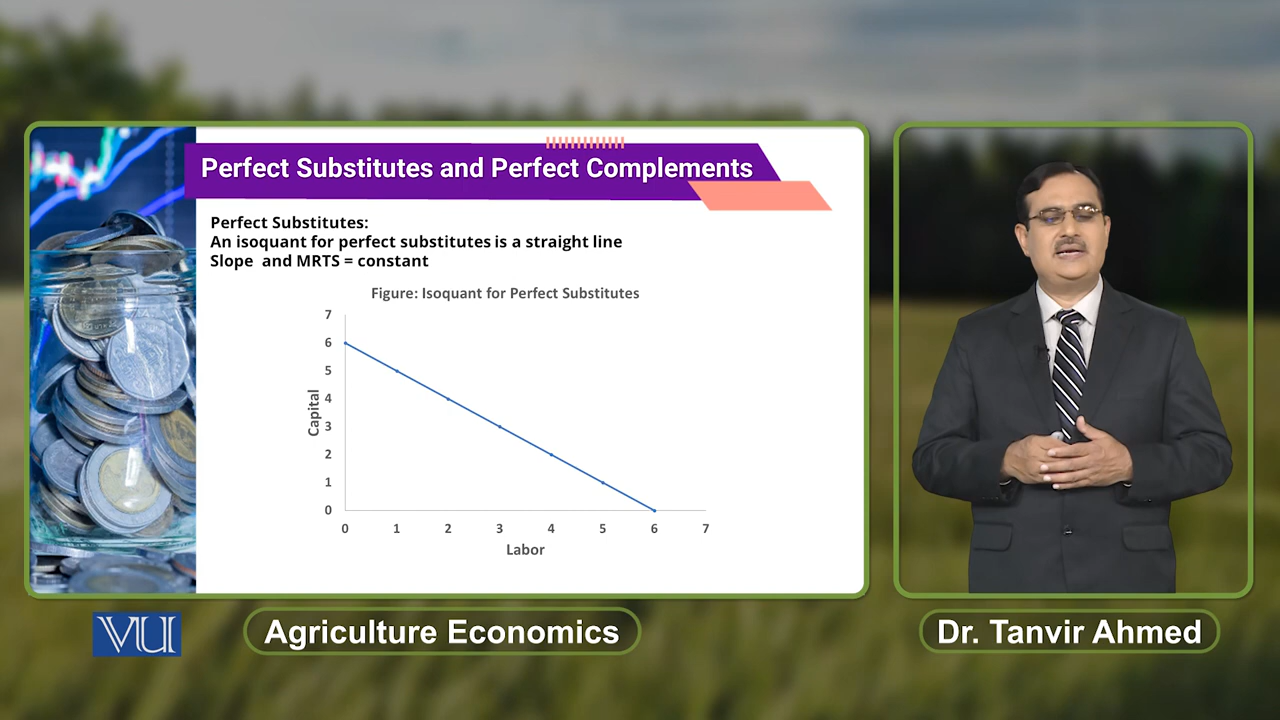 Perfect Substitutes and Perfect Complements
Perfect Substitutes:
An isoquant for perfect substitutes is a straight line
Slope and MRTS = constant
Figure: Isoquant for Perfect Substitutes
7
6
5
4
3
2
1
0
Capital
0 1 2 3 4 5 6 7
Labor
VU
Agriculture Economics
Dr. Tanvir Ahmed